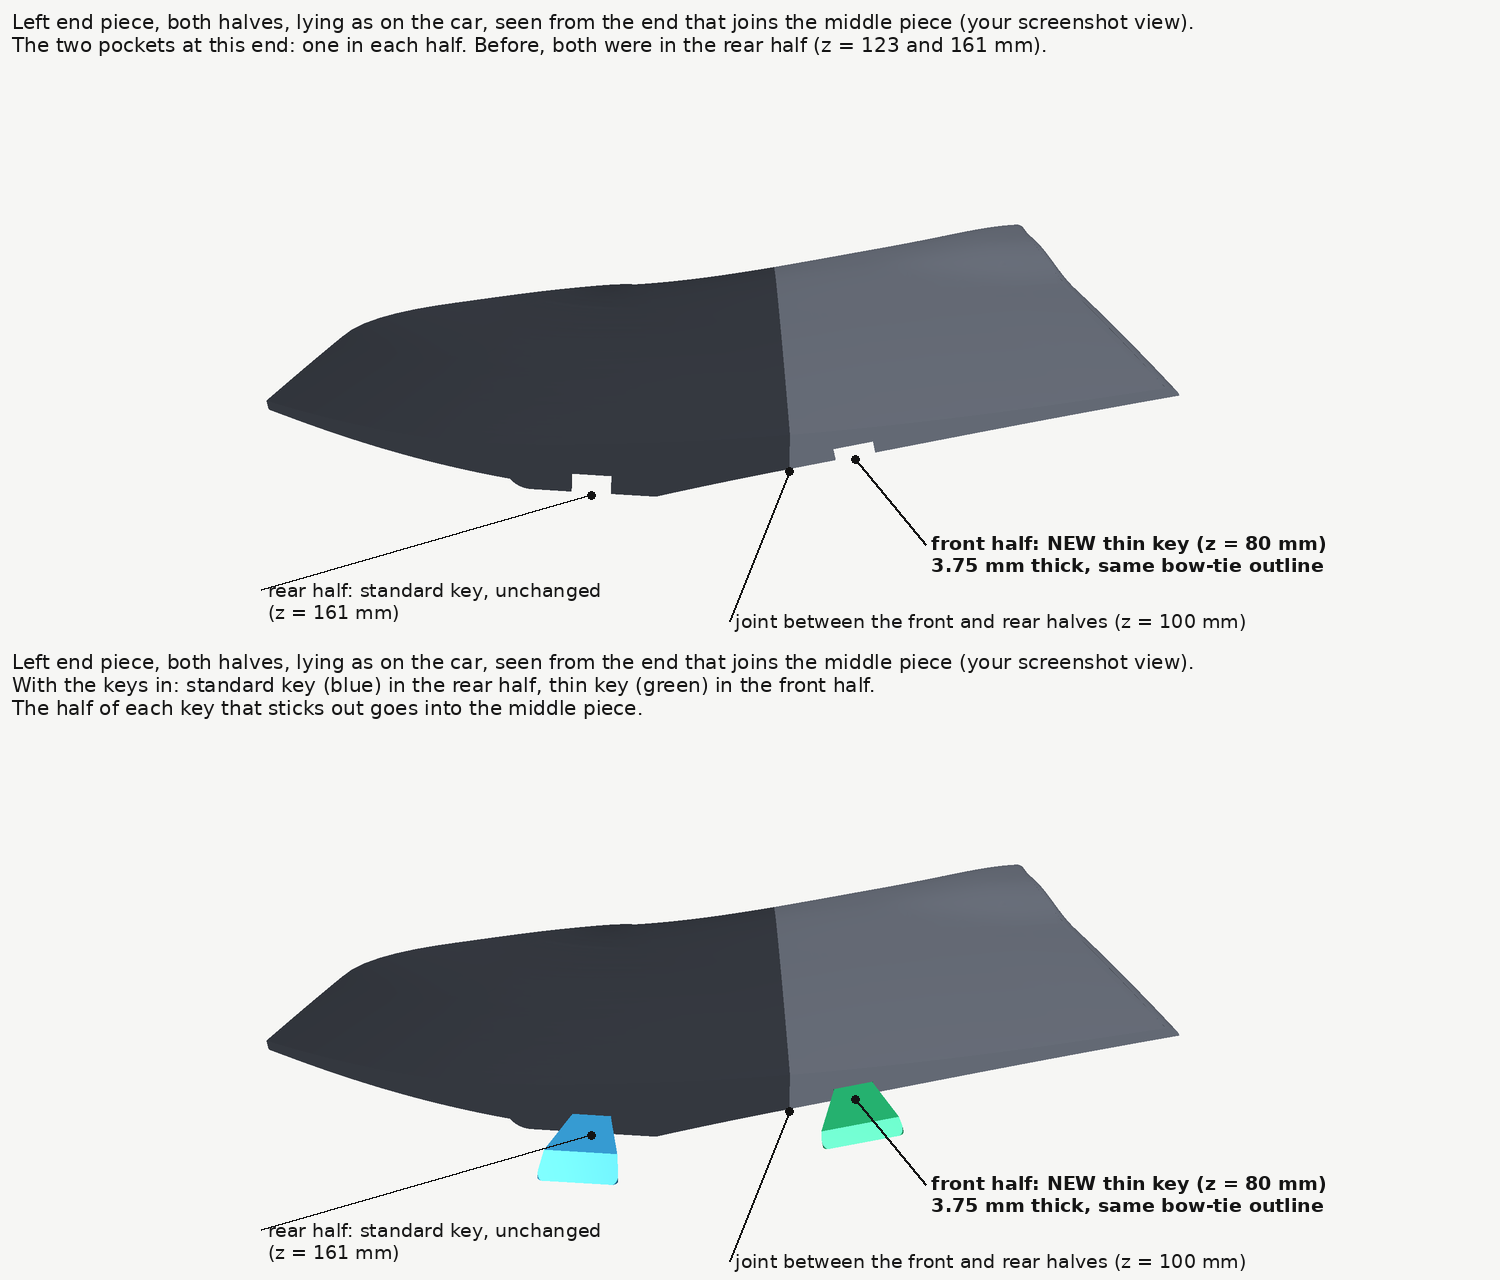 Left end piece, both halves, lying as on the car, seen from the end that joins the middle piece (your screenshot view).
The two pockets at this end: one in each half. Before, both were in the rear half (z = 123 and 161 mm).
front half: NEW thin key (z = 80 mm)
3.75 mm thick, same bow-tie outline
rear half: standard key, unchanged
(z = 161 mm)
joint between the front and rear halves (z = 100 mm)
Left end piece, both halves, lying as on the car, seen from the end that joins the middle piece (your screenshot view).
With the keys in: standard key (blue) in the rear half, thin key (green) in the front half.
The half of each key that sticks out goes into the middle piece.
front half: NEW thin key (z = 80 mm)
3.75 mm thick, same bow-tie outline
rear half: standard key, unchanged
(z = 161 mm)
joint between the front and rear halves (z = 100 mm)